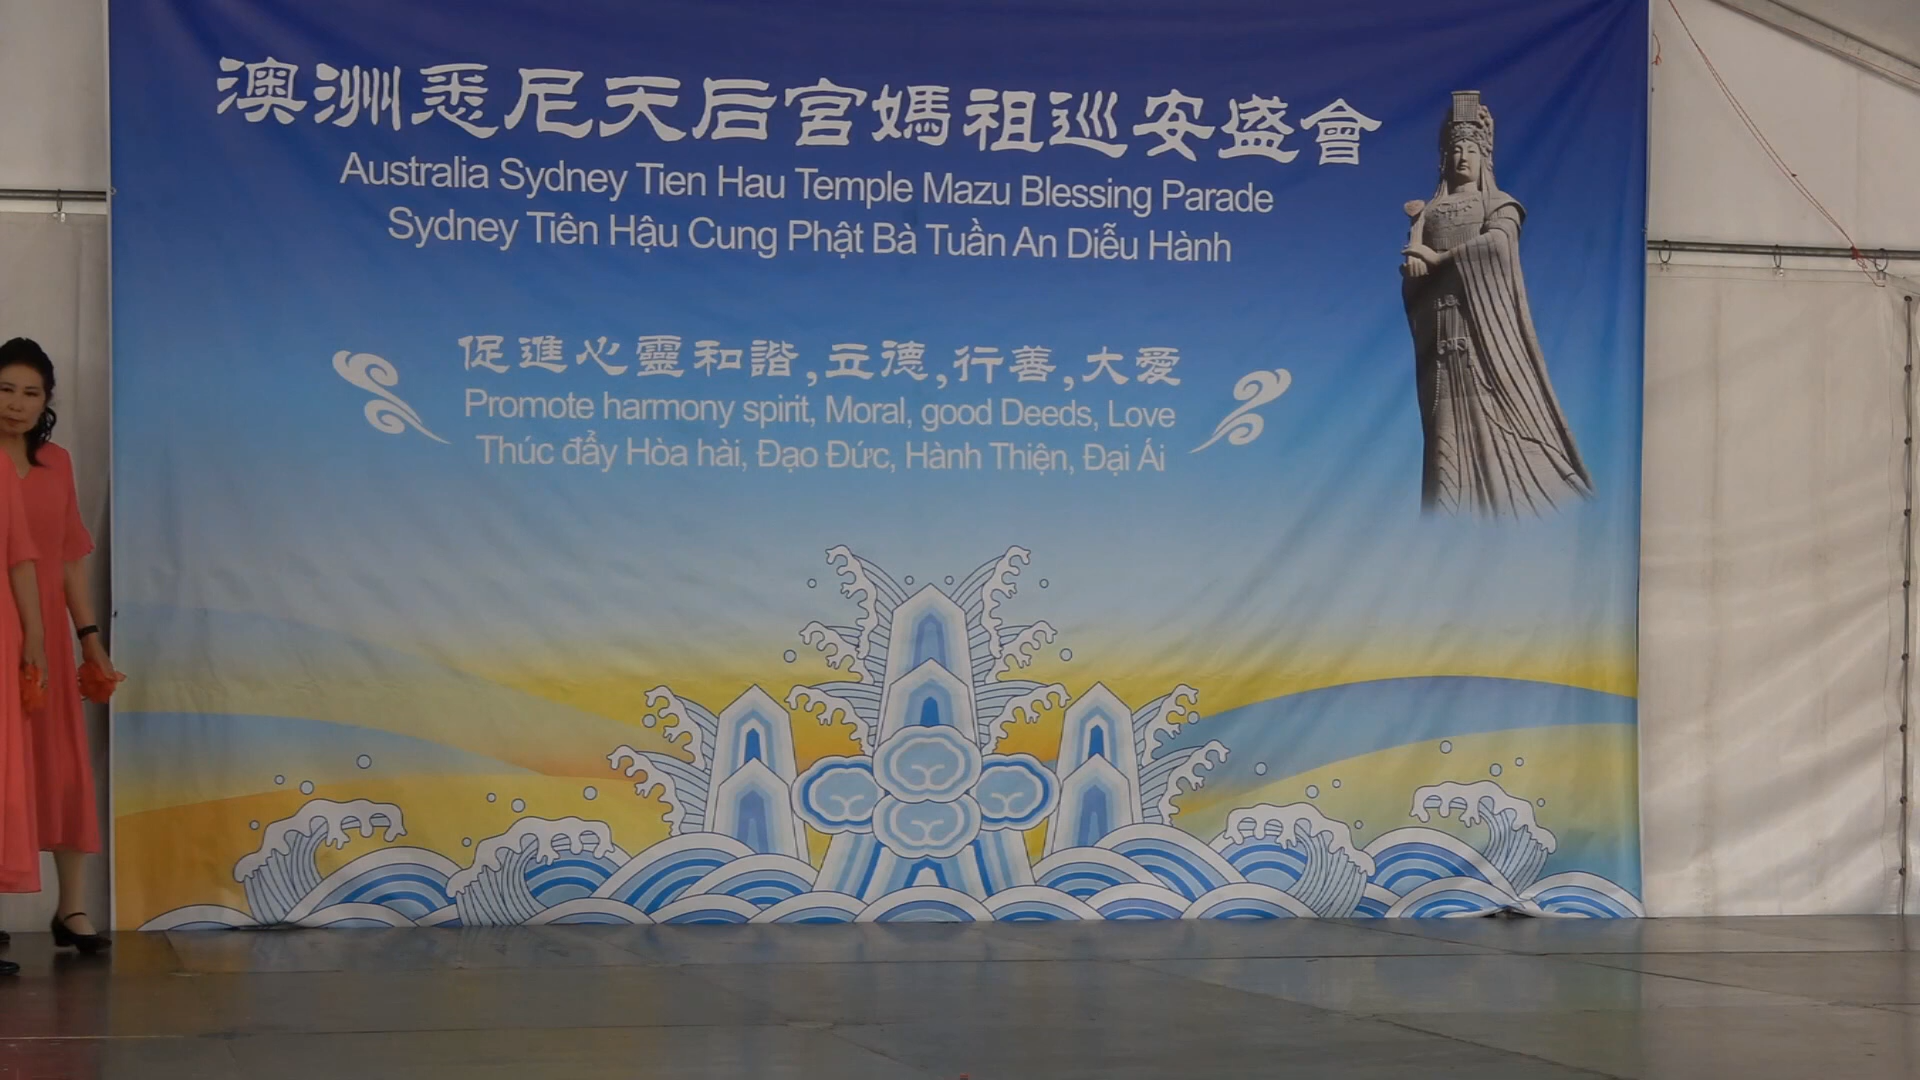 澳洲悉尼天后宮媽祖巡安盛會
Australia Sydney Tien Hau Temple Mazu Blessing Parade
Sydney Tiên Hậu Cung Phật Bà Tuần An Diễu Hành
促進心靈和諧,立德,行善,大愛
Promote harmony spirit, Moral, good Deeds, Love
Thúc đẩy Hòa hài, Đạo Đức, Hành Thiện, Đại Ái